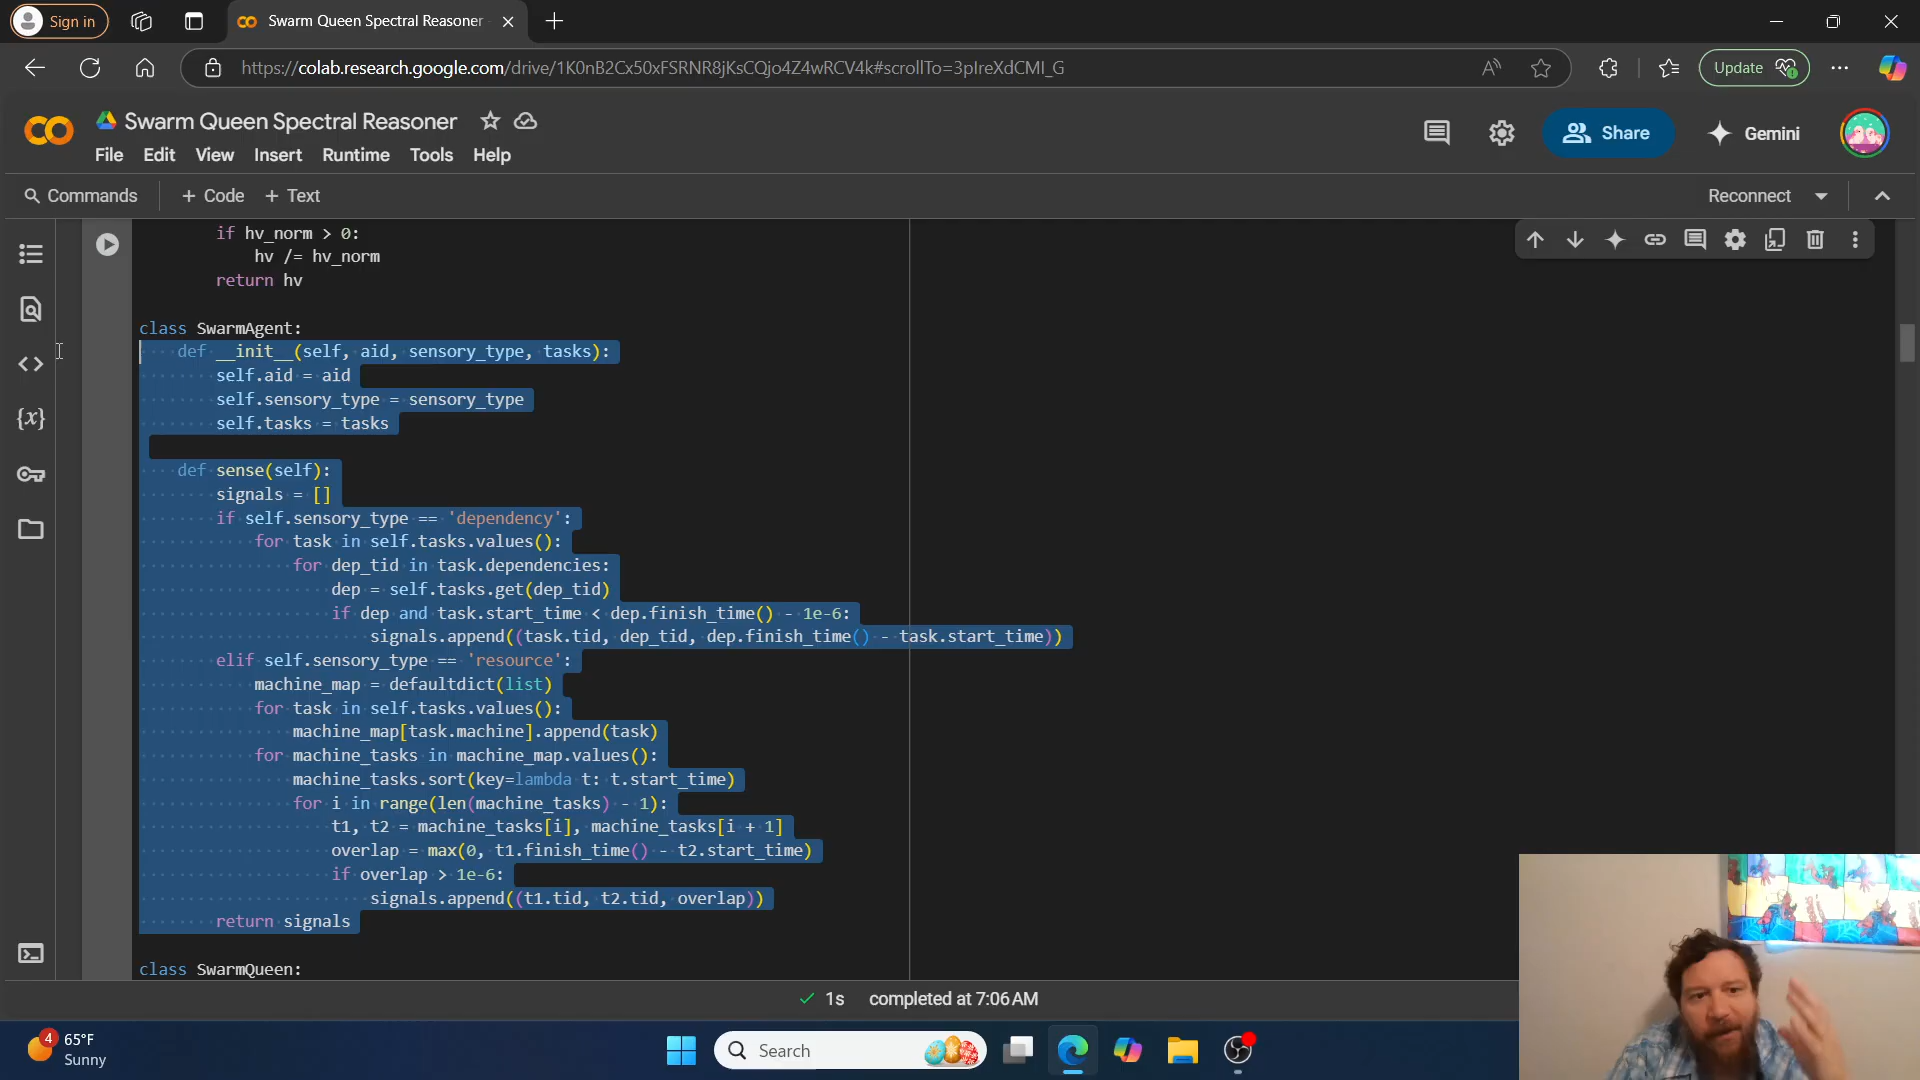 Sign in
Swarm Queen Spectral Reasoner
https://colab.research.google.com/drive/1K0nB2Cx50xFSRNR8jKsCQjo4Z4wRCV4k#scrollTo=3pIreXdCMI_G
Update
Swarm Queen Spectral Reasoner
Share
Gemini
File Edit View Insert Runtime Tools Help
Commands + Code + Text
Reconnect
if hv_norm > 0:
hv /= hv_norm
return hv
class SwarmAgent:
def __init__(self, aid, sensory_type, tasks):
self.aid = aid
self.sensory_type = sensory_type
self.tasks = tasks
def sense(self):
signals = []
if self.sensory_type == 'dependency':
for task in self.tasks.values():
for dep_tid in task.dependencies:
dep = self.tasks.get(dep_tid)
if dep and task.start_time < dep.finish_time() - 1e-6:
signals.append((task.tid, dep_tid, dep.finish_time() - task.start_time))
elif self.sensory_type == 'resource':
machine_map = defaultdict(list)
for task in self.tasks.values():
machine_map[task.machine].append(task)
for machine_tasks in machine_map.values():
machine_tasks.sort(key=lambda t: t.start_time)
for i in range(len(machine_tasks) - 1):
t1, t2 = machine_tasks[i], machine_tasks[i + 1]
overlap = max(0, t1.finish_time() - t2.start_time)
if overlap > 1e-6:
signals.append((t1.tid, t2.tid, overlap))
return signals
class SwarmQueen:
1s completed at 7:06 AM
4
65°F
Sunny
Search